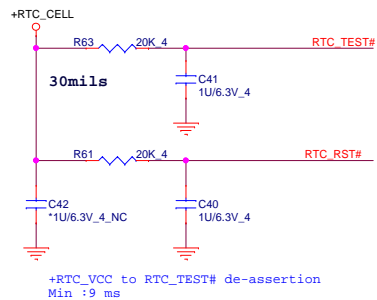 +RTC_CELL
R63 20K_4 RTC_TEST#
30mils
C41
1U/6.3V_4
R61 20K_4 RTC_RST#
C42
*1U/6.3V_4_NC
C40
1U/6.3V_4
+RTC_VCC to RTC_TEST# de-assertion
Min :9 ms